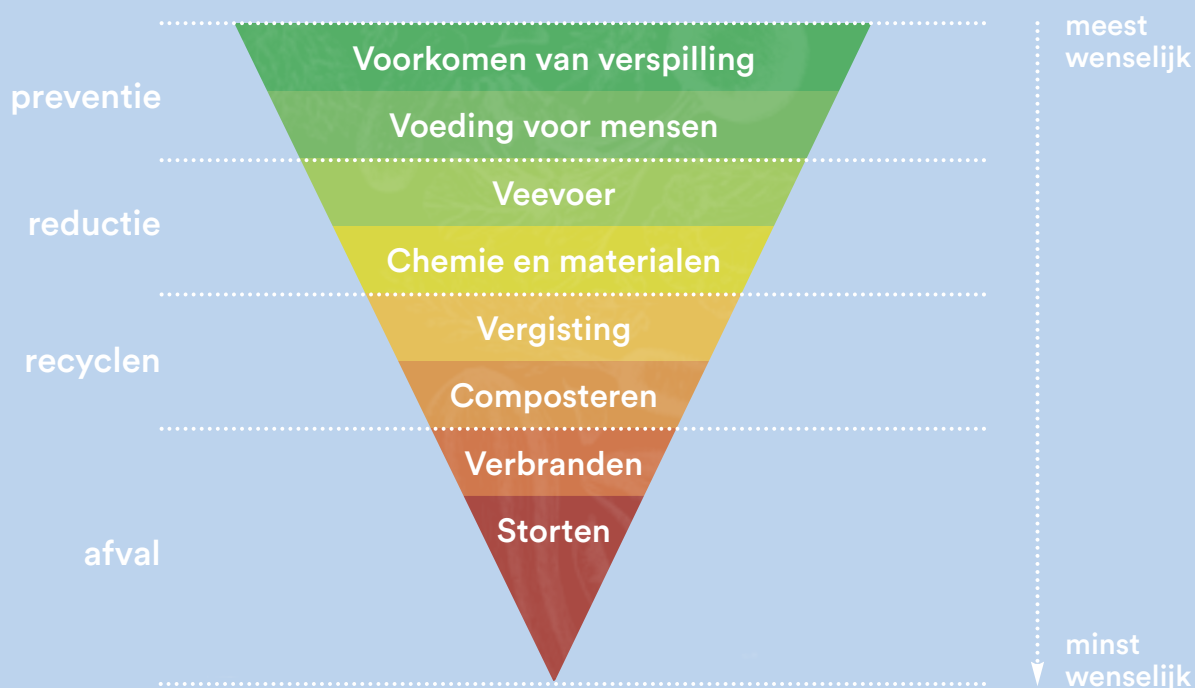 meest
wenselijk
Voorkomen van verspilling
preventie
Voeding voor mensen
Veevoer
reductie
Chemie en materialen
Vergisting
recyclen
Composteren
Verbranden
Storten
afval
minst
wenselijk